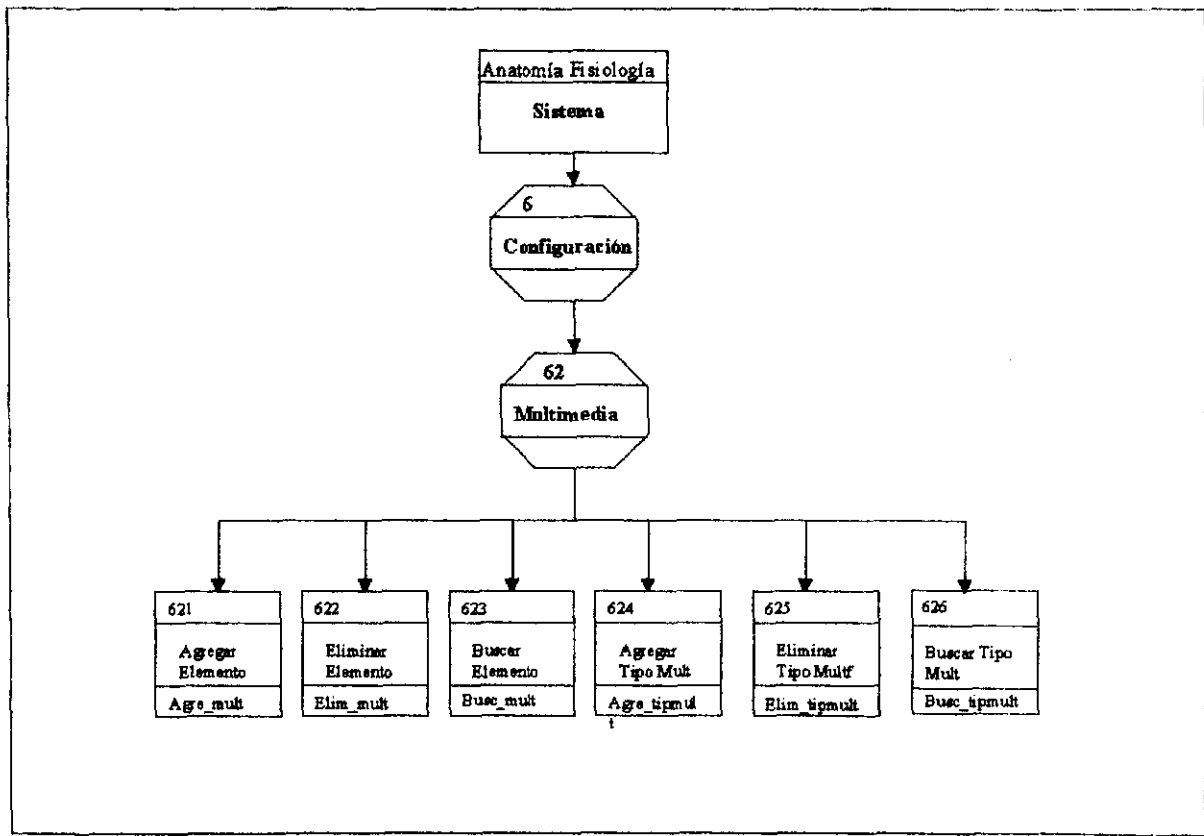 Anatomía Fisiología
Sistema
6
Configuración
62
Multimedia
621
Agregar
Elemento
Agre_mult
622
Eliminar
Elemento
Elim_mult
623
Buscar
Elemento
Busc_mult
624
Agregar
Tipo Mult
Agre_tipmul
t
625
Eliminar
Tipo Multf
Elim_tipmult
626
Buscar Tipo
Mult
Busc_tipmult